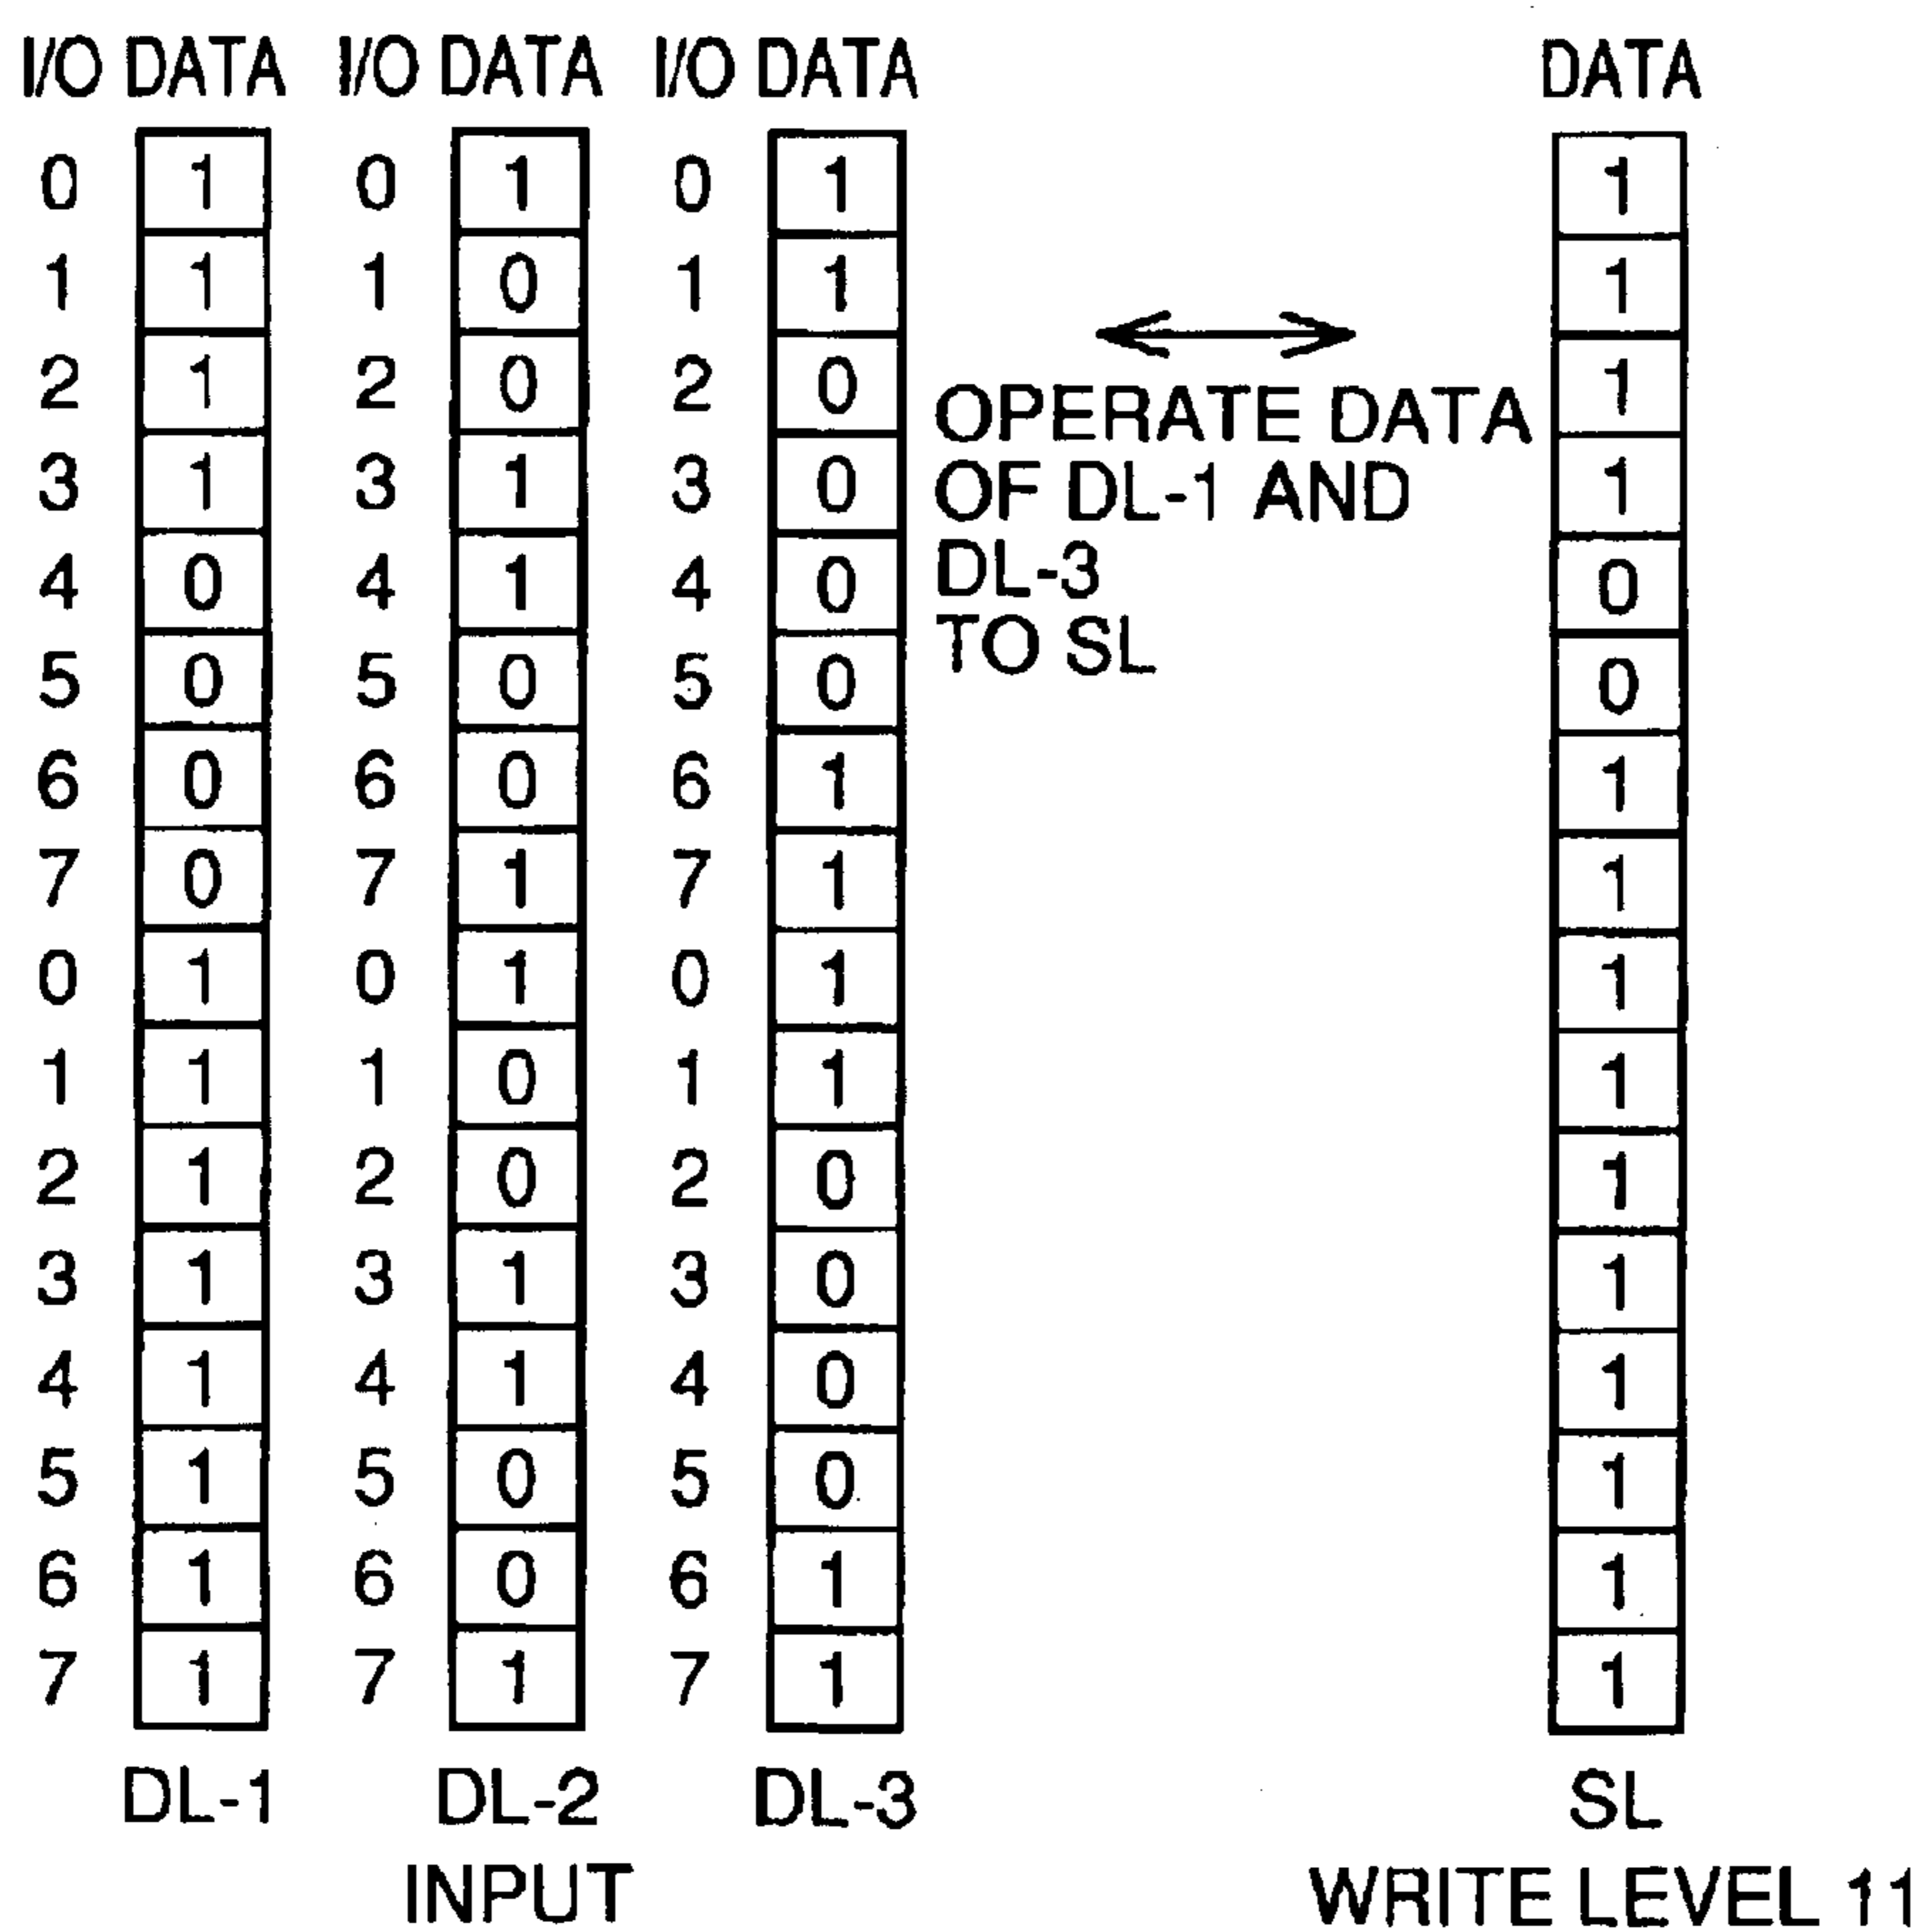 I/O DATA I/O DATA I/O DATA DATA
0 1 0 1 0 1 1
1 1 1 0 1 1 1
2 1 2 0 2 0 1
3 1 3 1 3 0 1
4 0 4 1 4 0 0
5 0 5 0 5 0 0
6 0 6 0 6 1 1
7 0 7 1 7 1 1
0 1 0 1 0 1 1
1 1 1 0 1 1 1
2 1 2 0 2 0 1
3 1 3 1 3 0 1
4 1 4 1 4 0 1
5 1 5 0 5 0 1
6 1 6 0 6 1 1
7 1 7 1 7 1 1
OPERATE DATA
OF DL-1 AND
DL-3
TO SL
DL-1 DL-2 DL-3 SL
INPUT WRITE LEVEL 11